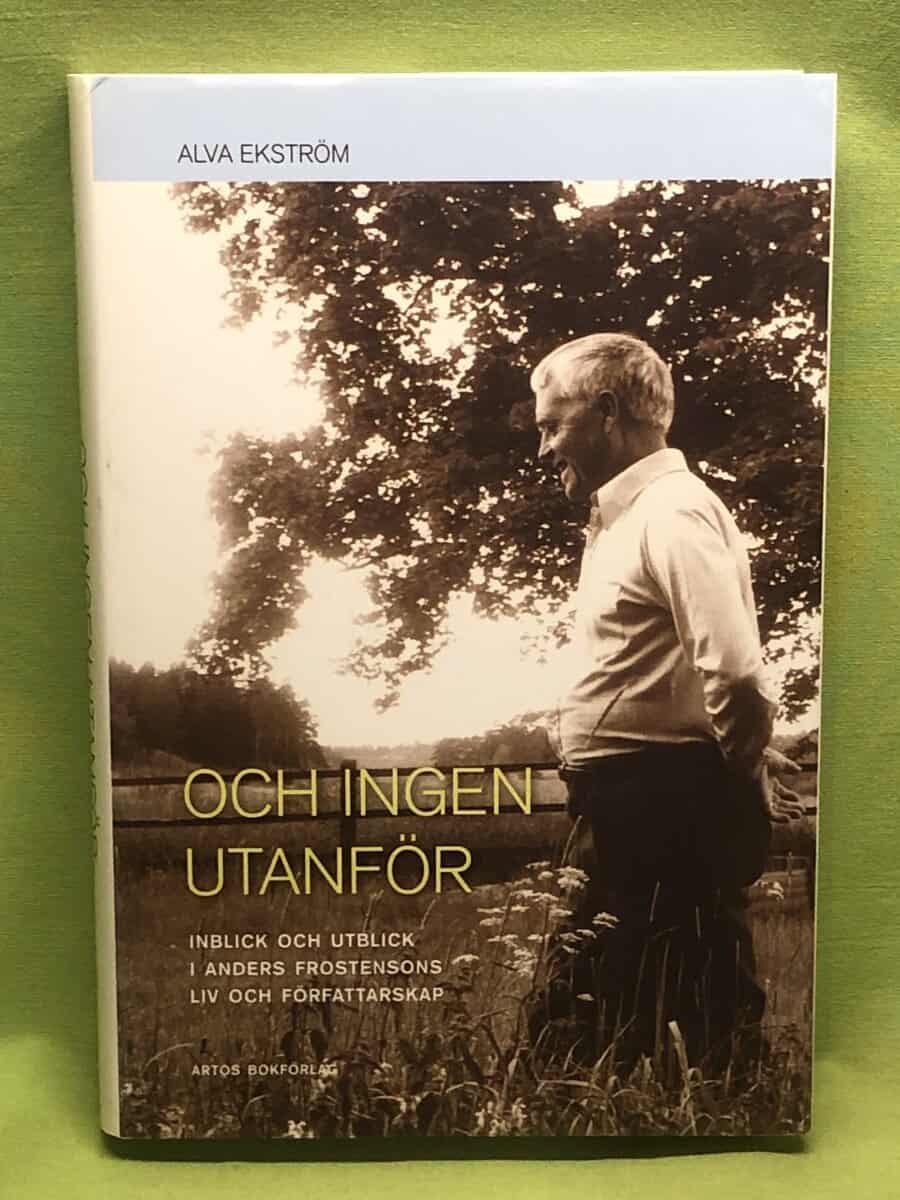 ALVA EKSTRÖM
OCH INGEN
UTANFÖR
INBLICK OCH UTBLICK
I ANDERS FROSTENSONS
LIV OCH FÖRFATTARSKAP
ARTOS BOKFÖRLAG